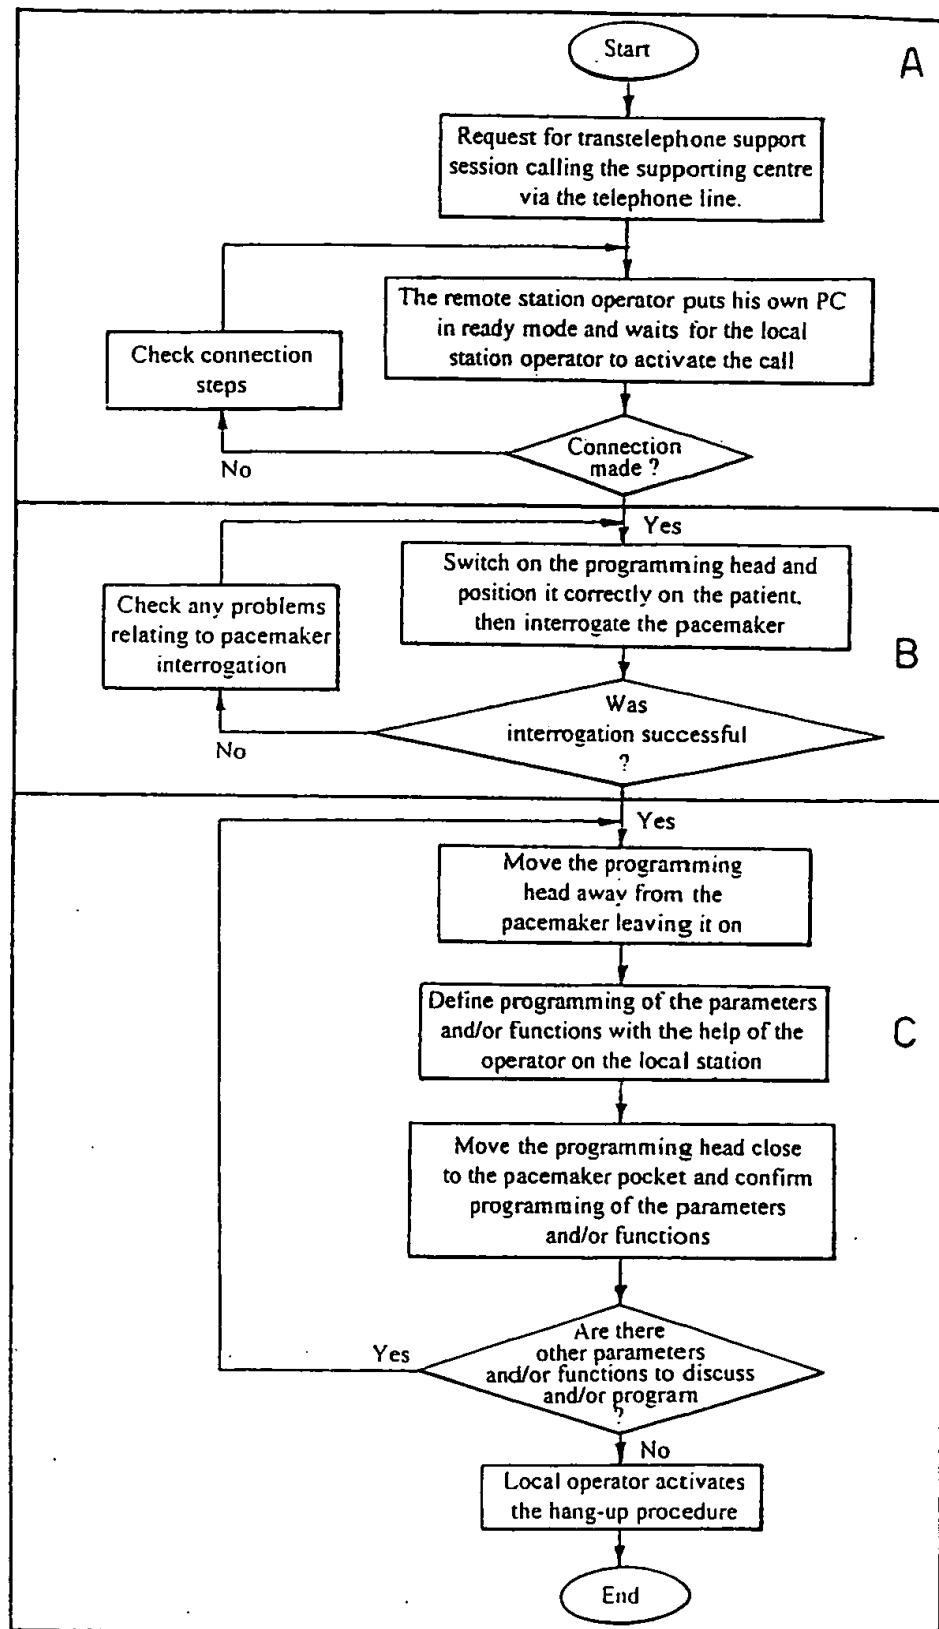 Start
A
Request for transtelephone support
session calling the supporting centre
via the telephone line.
The remote station operator puts his own PC
in ready mode and waits for the local
station operator to activate the call
Check connection
steps
Connection
made ?
No
Yes
Switch on the programming head and
position it correctly on the patient,
then interrogate the pacemaker
Check any problems
relating to pacemaker
interrogation
B
Was
interrogation successful
?
No
Yes
Move the programming
head away from the
pacemaker leaving it on
Define programming of the parameters
and/or functions with the help of the
operator on the local station
C
Move the programming head close
to the pacemaker pocket and confirm
programming of the parameters
and/or functions
Are there
other parameters
and/or functions to discuss
and/or program
?
Yes
No
Local operator activates
the hang-up procedure
End